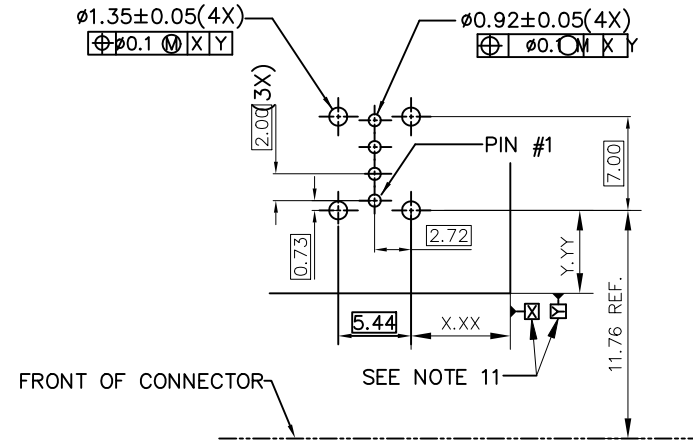 ø1.35±0.05(4X)
⌖ ø0.1 Ⓜ X Y
ø0.92±0.05(4X)
⌖ ø0.1Ⓜ X Y
2.00(3X)
PIN #1
7.00
2.72
0.73
Y.YY
5.44
X.XX
X
Y
11.76 REF.
SEE NOTE 11
FRONT OF CONNECTOR